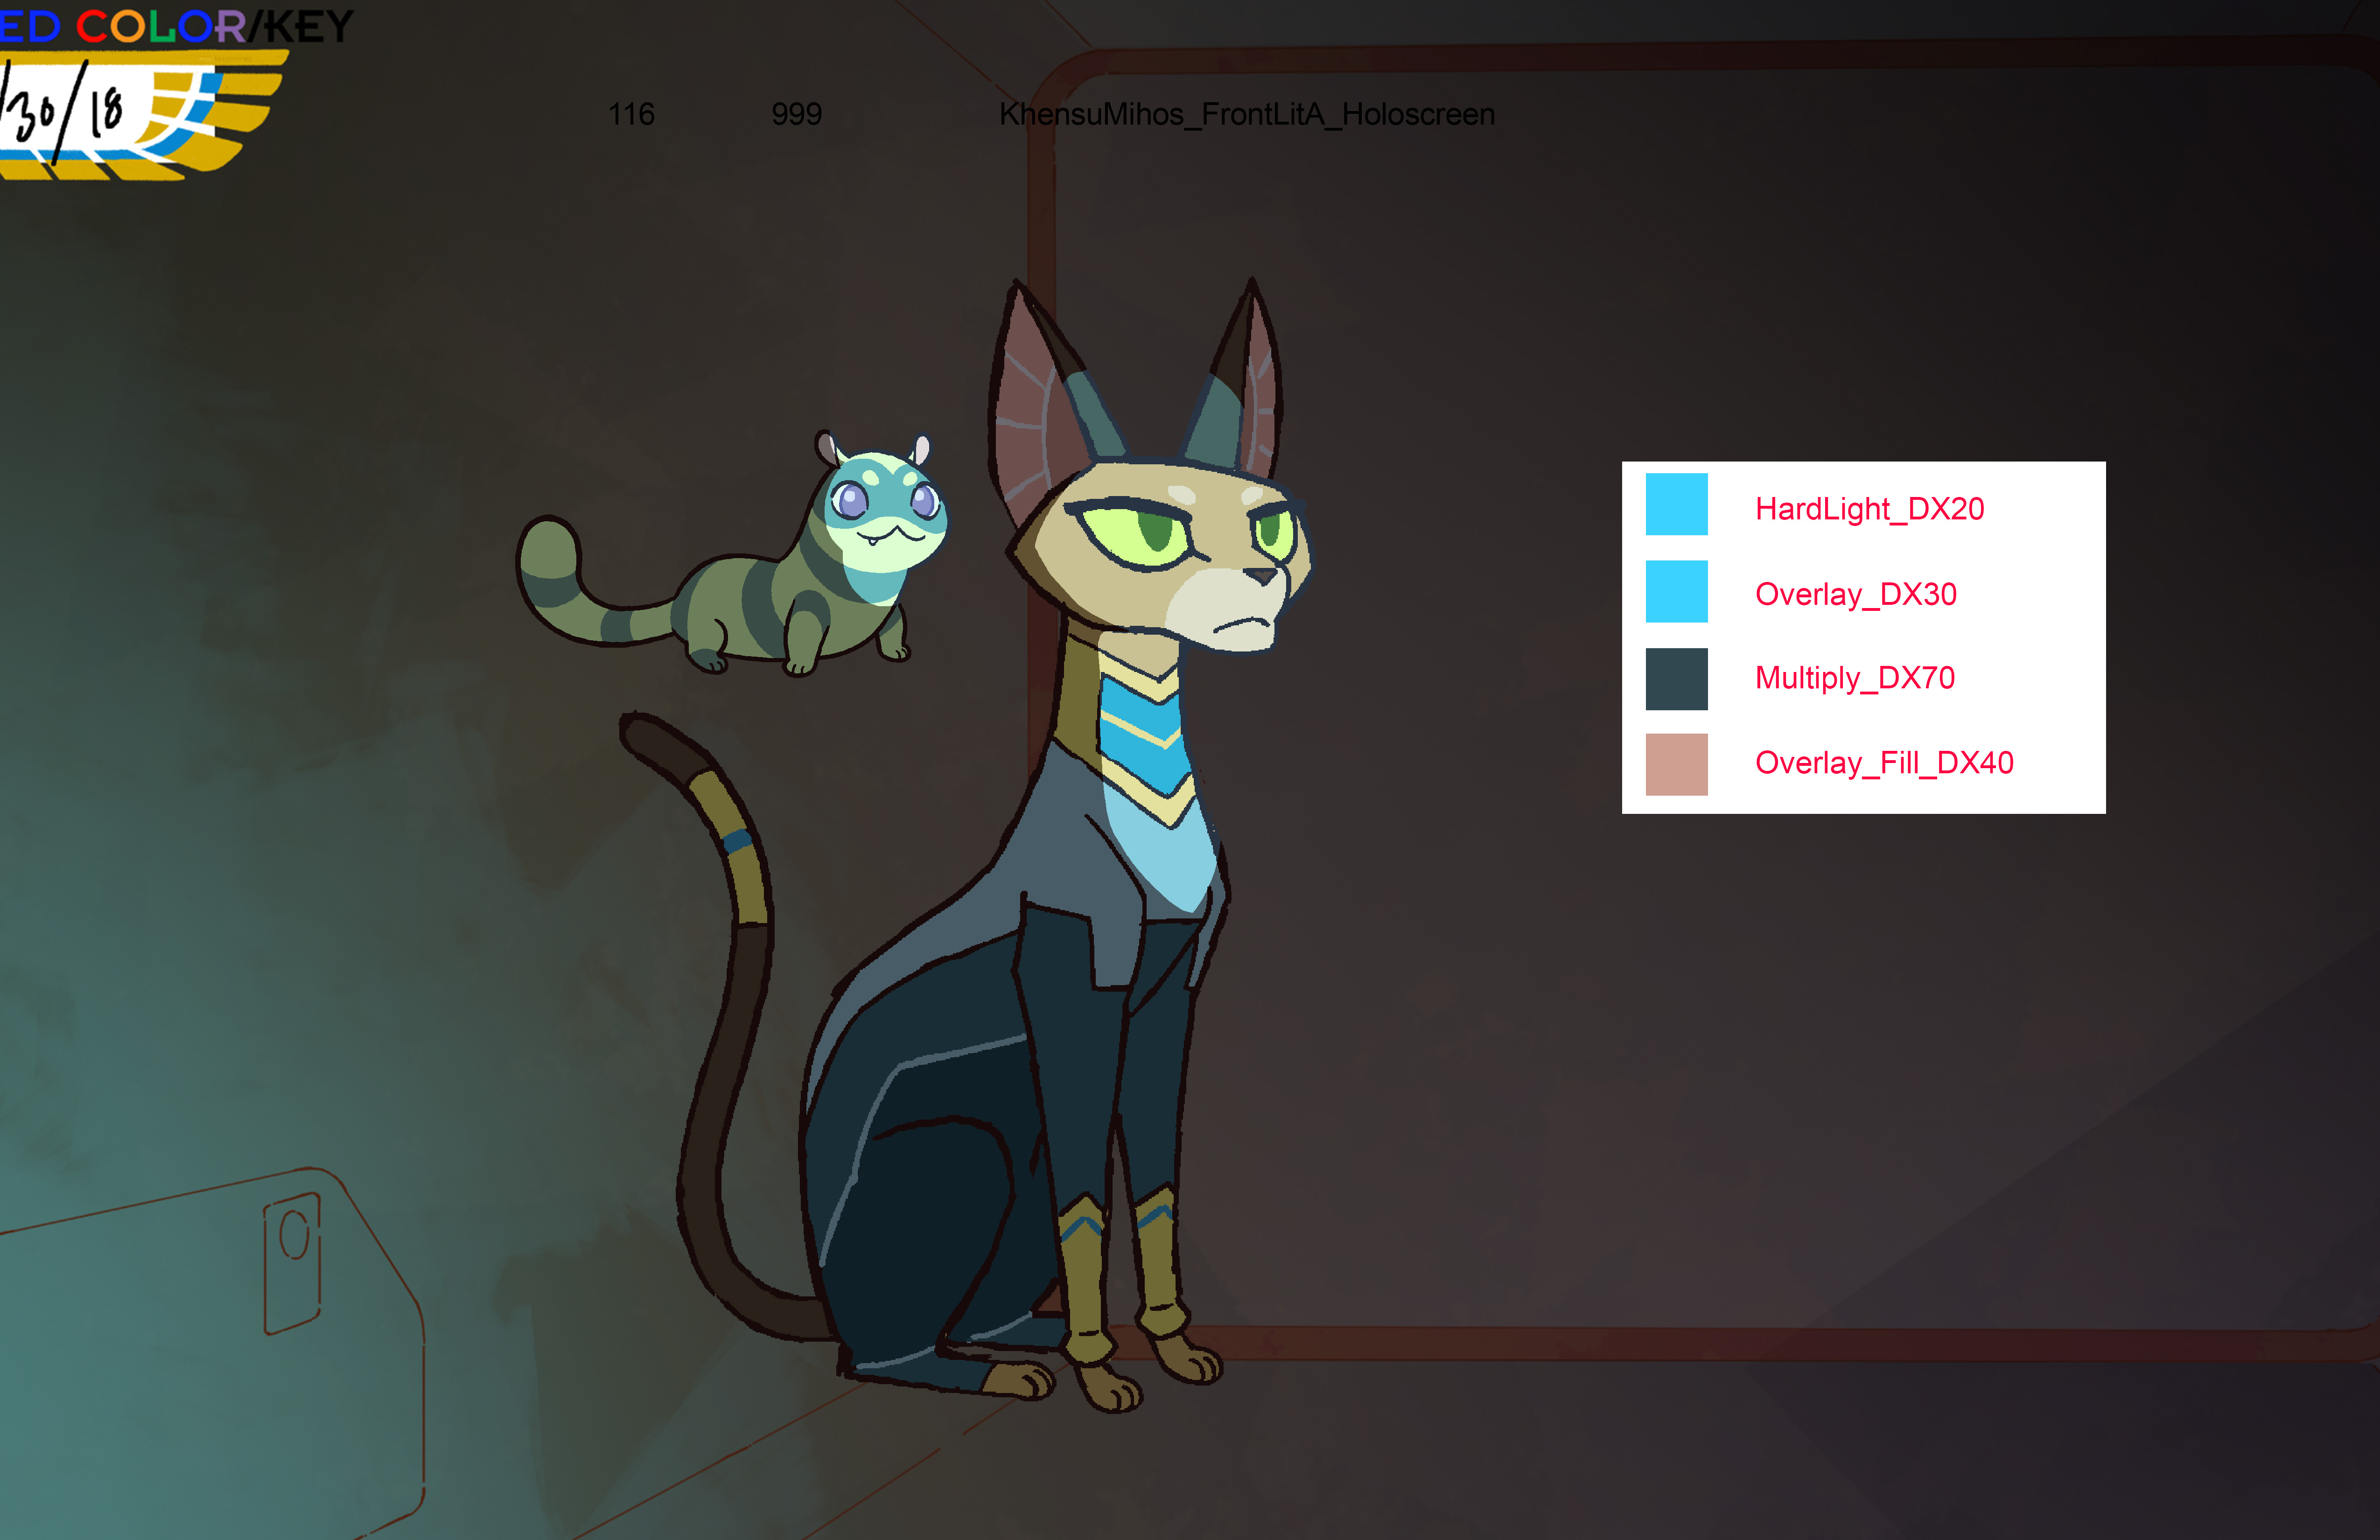 ED COLOR/KEY
/30/18
116 999 KhensuMihos_FrontLitA_Holoscreen
HardLight_DX20
Overlay_DX30
Multiply_DX70
Overlay_Fill_DX40